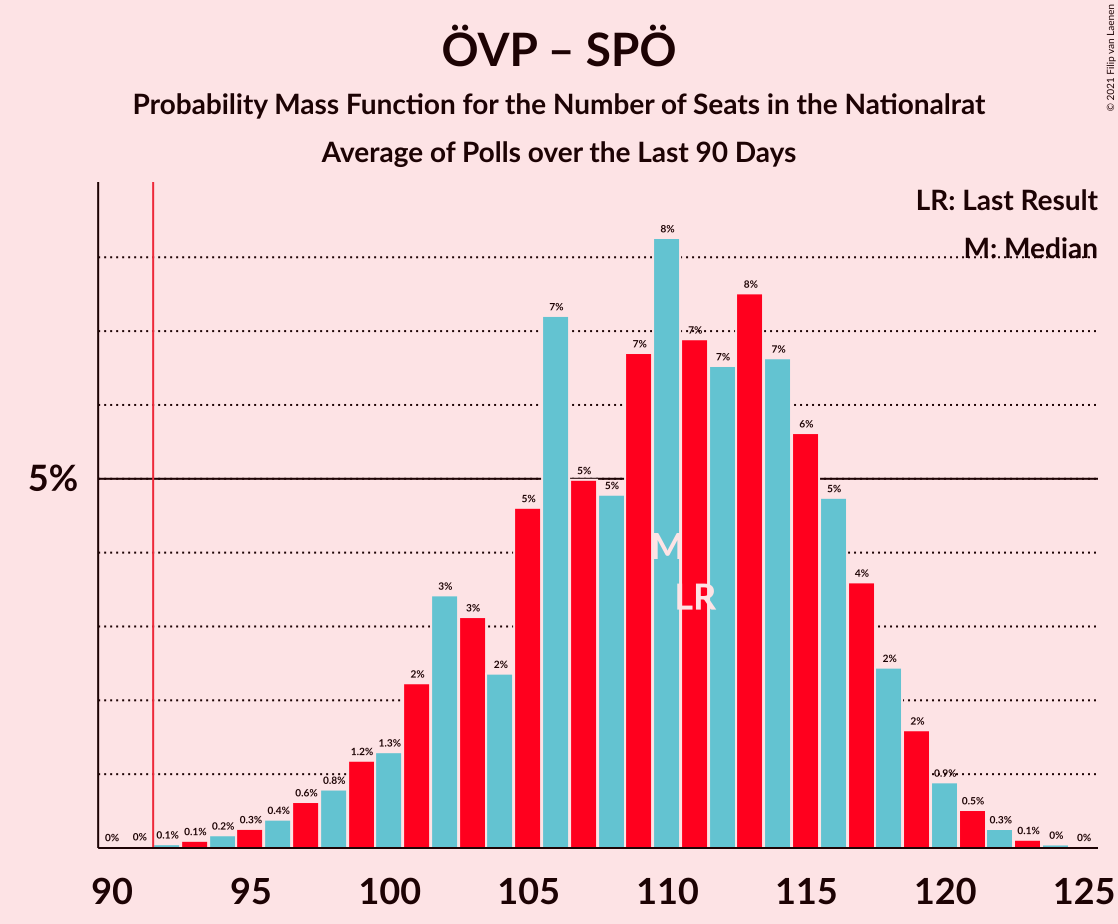 ÖVP – SPÖ
Probability Mass Function for the Number of Seats in the Nationalrat
Average of Polls over the Last 90 Days
© 2021 Filip van Laenen
LR: Last Result
M: Median
5%
0% 0% 0.1% 0.1% 0.2% 0.3% 0.4% 0.6% 0.8% 1.2% 1.3% 2% 3% 3% 2% 5% 7% 5% 5% 7% 8% 7% 7% 8% 7% 6% 5% 4% 2% 2% 0.9% 0.5% 0.3% 0.1% 0% 0%
M
LR
90 95 100 105 110 115 120 125